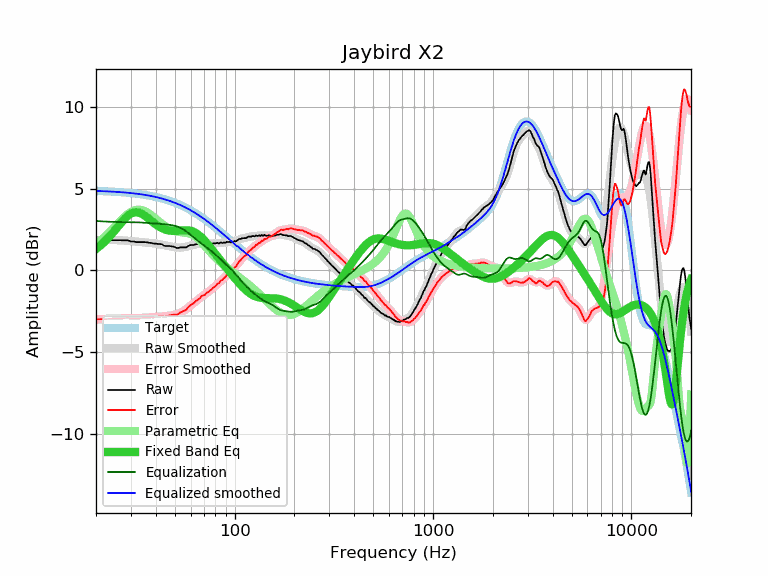 Jaybird X2
Amplitude (dBr)
10
5
0
−5
−10
Target
Raw Smoothed
Error Smoothed
Raw
Error
Parametric Eq
Fixed Band Eq
Equalization
Equalized smoothed
100
1000
10000
Frequency (Hz)